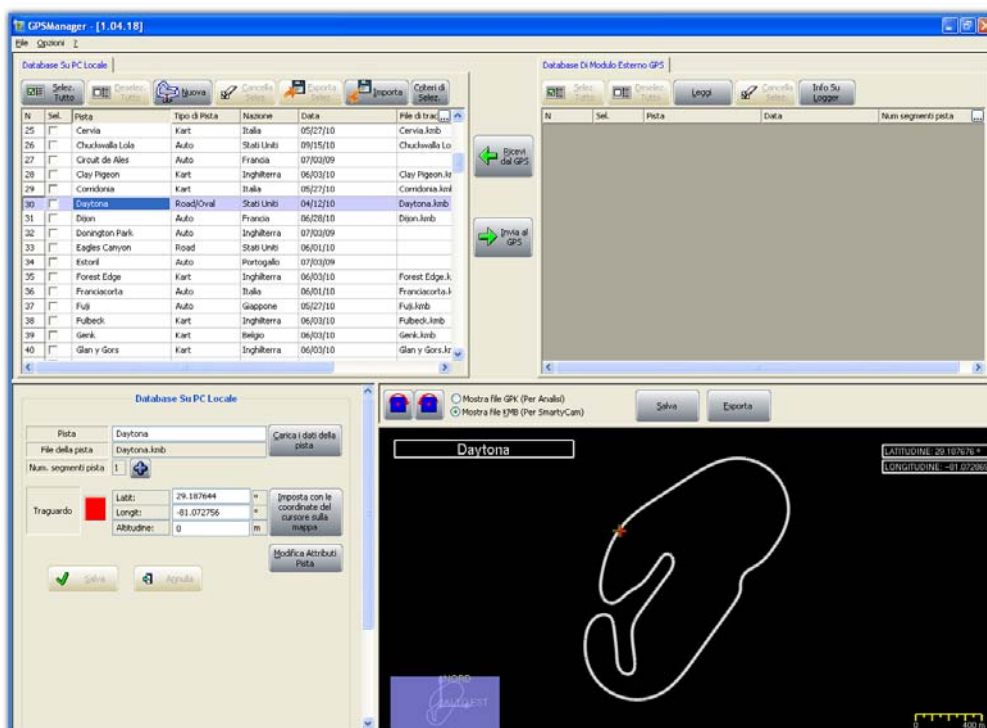 GPSManager - [1.04.18]
File Opzioni ?
Database Su PC Locale
Selez. Tutto Deselez. Tutto Nuova Cancella Selez. Esporta Selez. Importa Criteri di Selez.
N Sel. Pista Tipo di Pista Nazione Data File di trac ...
25 Cervia Kart Italia 05/27/10 Cervia.kmb
26 Chuckwalla Lola Auto Stati Uniti 09/15/10 Chuckwalla Lo
27 Circuit de Ales Auto Francia 07/03/09
28 Clay Pigeon Kart Inghilterra 06/03/10 Clay Pigeon.k
29 Corridonia Kart Italia 05/27/10 Corridonia.kml
30 Daytona Road/Oval Stati Uniti 04/12/10 Daytona.kmb
31 Dijon Auto Francia 06/28/10 Dijon.kmb
32 Donington Park Auto Inghilterra 07/03/09
33 Eagles Canyon Road Stati Uniti 06/01/10
34 Estoril Auto Portogallo 07/03/09
35 Forest Edge Kart Inghilterra 06/03/10 Forest Edge.k
36 Franciacorta Auto Italia 06/01/10 Franciacorta.k
37 Fuji Auto Giappone 05/27/10 Fuji.kmb
38 Fulbeck Kart Inghilterra 06/03/10 Fulbeck.kmb
39 Genk Kart Belgio 06/03/10 Genk.kmb
40 Glan y Gors Kart Inghilterra 06/03/10 Glan y Gors.kr
Ricevi dal GPS
Invia al GPS
Database Di Modulo Esterno GPS
Selez. Tutto Deselez. Tutto Leggi Cancella Selez. Info Su Logger
N Sel. Pista Data Num segmenti pista ...
Database Su PC Locale
Pista Daytona
Carica i dati della pista
File della pista Daytona.kmb
Num. segmenti pista 1
Traguardo
Latit: 29.187644 °
Longit: -81.072756 °
Altitudine: 0 m
Imposta con le coordinate del cursore sulla mappa
Modifica Attributi Pista
Salva Annulla
Mostra file GPK (Per Analisi)
Mostra file KMB (Per SmartyCam)
Salva Esporta
Daytona
LATITUDINE: 29.187676 °
LONGITUDINE: -81.072869
NORD
0 400 m